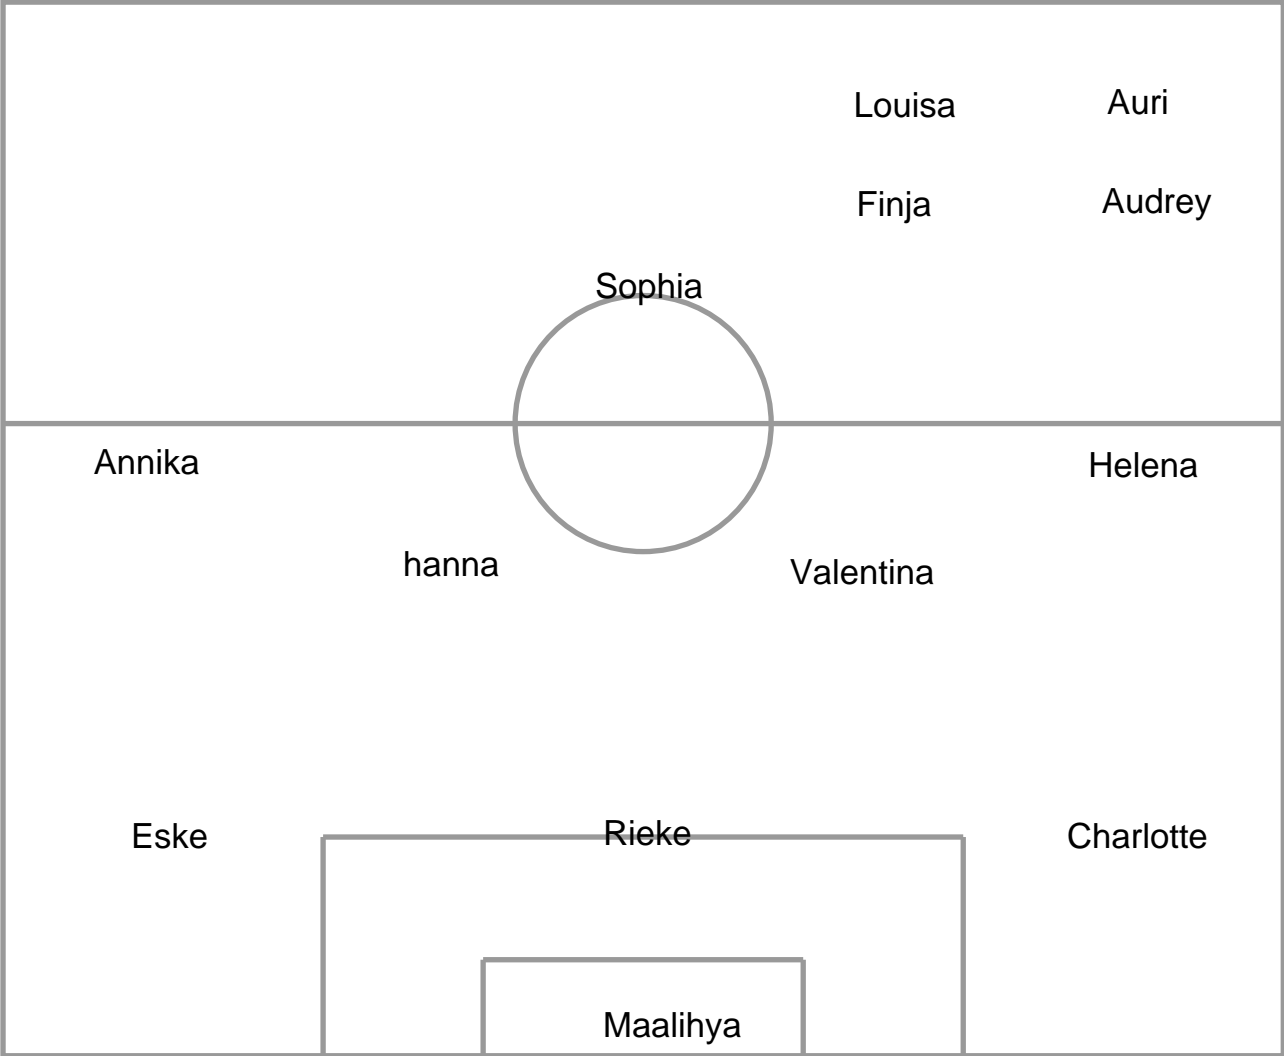 Louisa Auri
Finja Audrey
Sophia
Annika Helena
hanna Valentina
Eske Rieke Charlotte
Maalihya